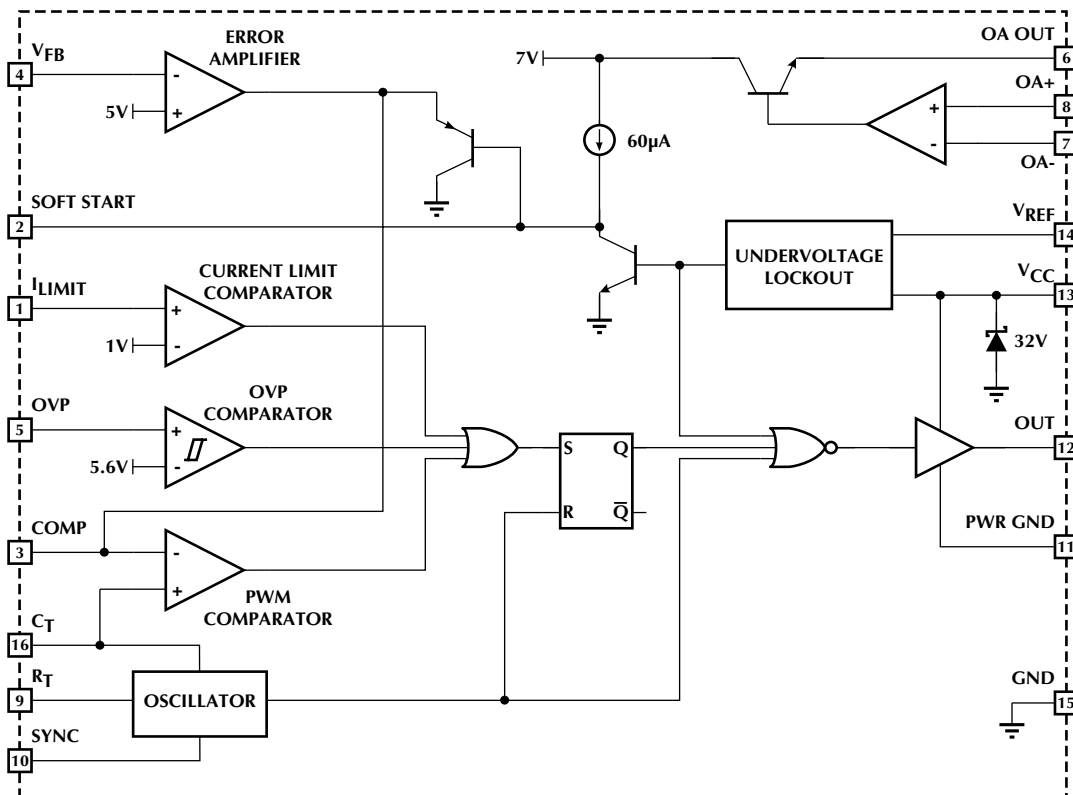 ERROR
AMPLIFIER
VFB
4
-
5V
+
7V
60µA
OA OUT
6
OA+
8
+
-
7
OA-
SOFT START
2
VREF
14
UNDERVOLTAGE
LOCKOUT
VCC
13
32V
ILIMIT
1
CURRENT LIMIT
COMPARATOR
+
1V
-
OVP
5
OVP
COMPARATOR
+
5.6V
-
S
Q
R
Q̅
OUT
12
PWR GND
11
COMP
3
-
+
PWM
COMPARATOR
CT
16
RT
9
OSCILLATOR
SYNC
10
GND
15